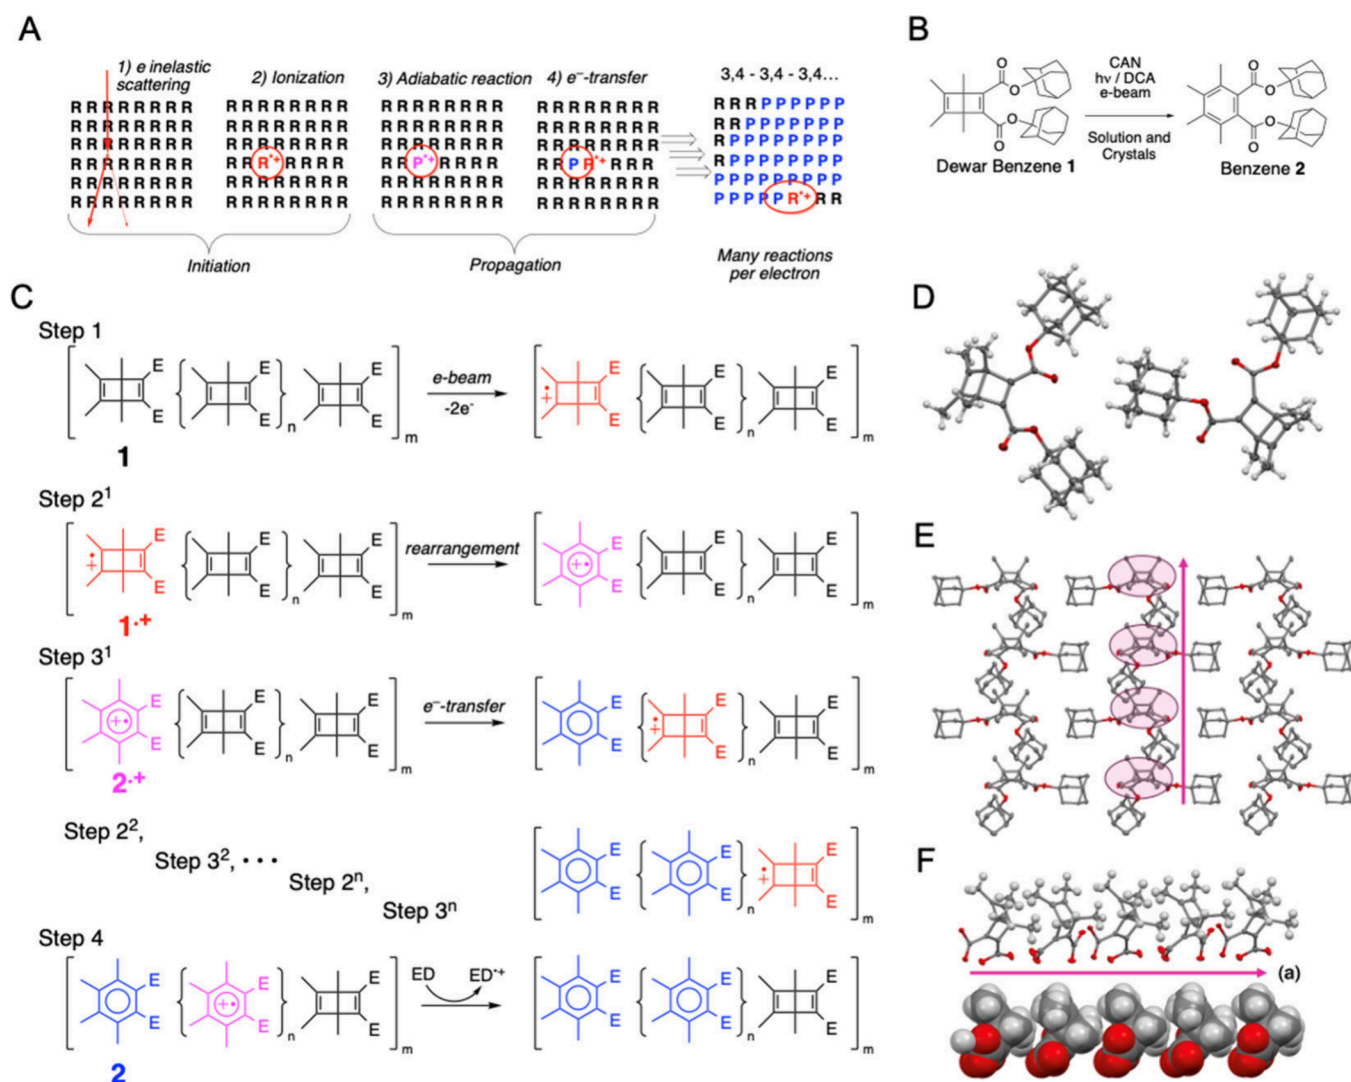 A
1) e inelastic
scattering
2) Ionization
3) Adiabatic reaction
4) e⁻-transfer
3,4 - 3,4 - 3,4...
R R R R R R R R
R R R R R R R R
R R R R R R R R
R R R R R R R R
R R R R R R R R
R R R R R R R R
R R R R R R R R
R R R R R R R R
R R R R R R R R
R R R•+ R R R R
R R R R R R R R
R R R R R R R R
R R R R R R R R
R R R R R R R R
R R R R R R R R
R R P•+ R R R R
R R R R R R R R
R R R R R R R R
R R R R R R R R
R R R R R R R R
R R R R R R R R
R R P R•+ R R R
R R R R R R R R
R R R R R R R R
R R R P P P P P P
R R P P P P P P
R P P P P P P P
R P P P P P P P
P P P P P P P P
P P P P P R•+ R R
Initiation
Propagation
Many reactions
per electron
B
O
O
O
O
Dewar Benzene 1
CAN
hν / DCA
e-beam
Solution and
Crystals
O
O
O
O
Benzene 2
C
Step 1
E
E
E
E
n
E
E
m
1
e-beam
-2e⁻
E
E
E
E
n
E
E
m
Step 2¹
E
E
E
E
n
E
E
m
1·+
rearrangement
E
E
E
E
n
E
E
m
Step 3¹
E
E
E
E
n
E
E
m
2·+
e⁻-transfer
E
E
E
E
n
E
E
m
Step 2²,
Step 3², • • •
Step 2ⁿ,
Step 3ⁿ
E
E
E
E
n
E
E
m
Step 4
E
E
E
E
n
E
E
m
2
ED
ED•+
E
E
E
E
n
E
E
m
D
E
F
(a)